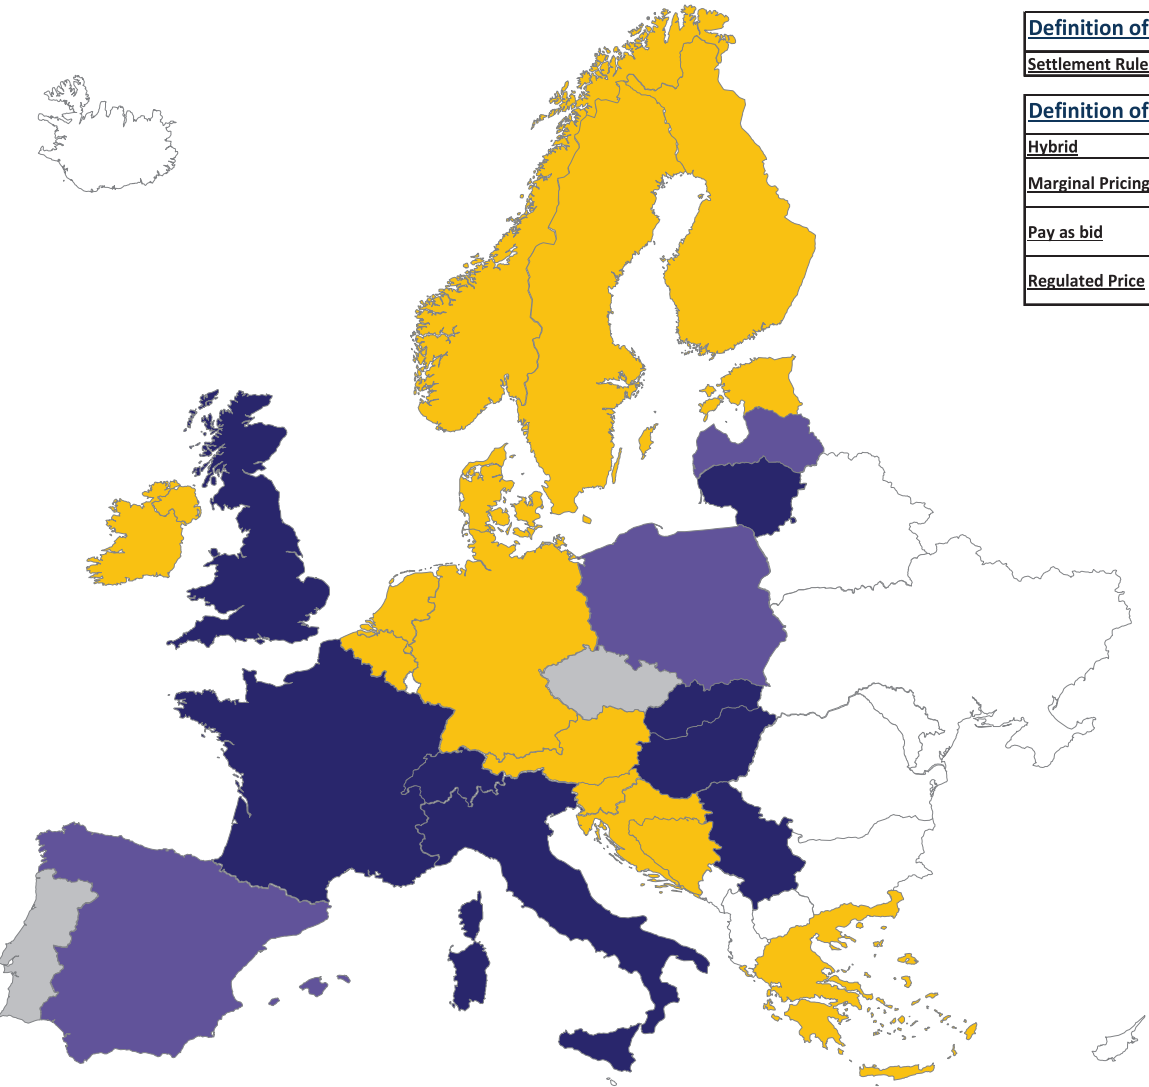 Definition of
Settlement Rule
Definition of
Hybrid
Marginal Pricing
Pay as bid
Regulated Price